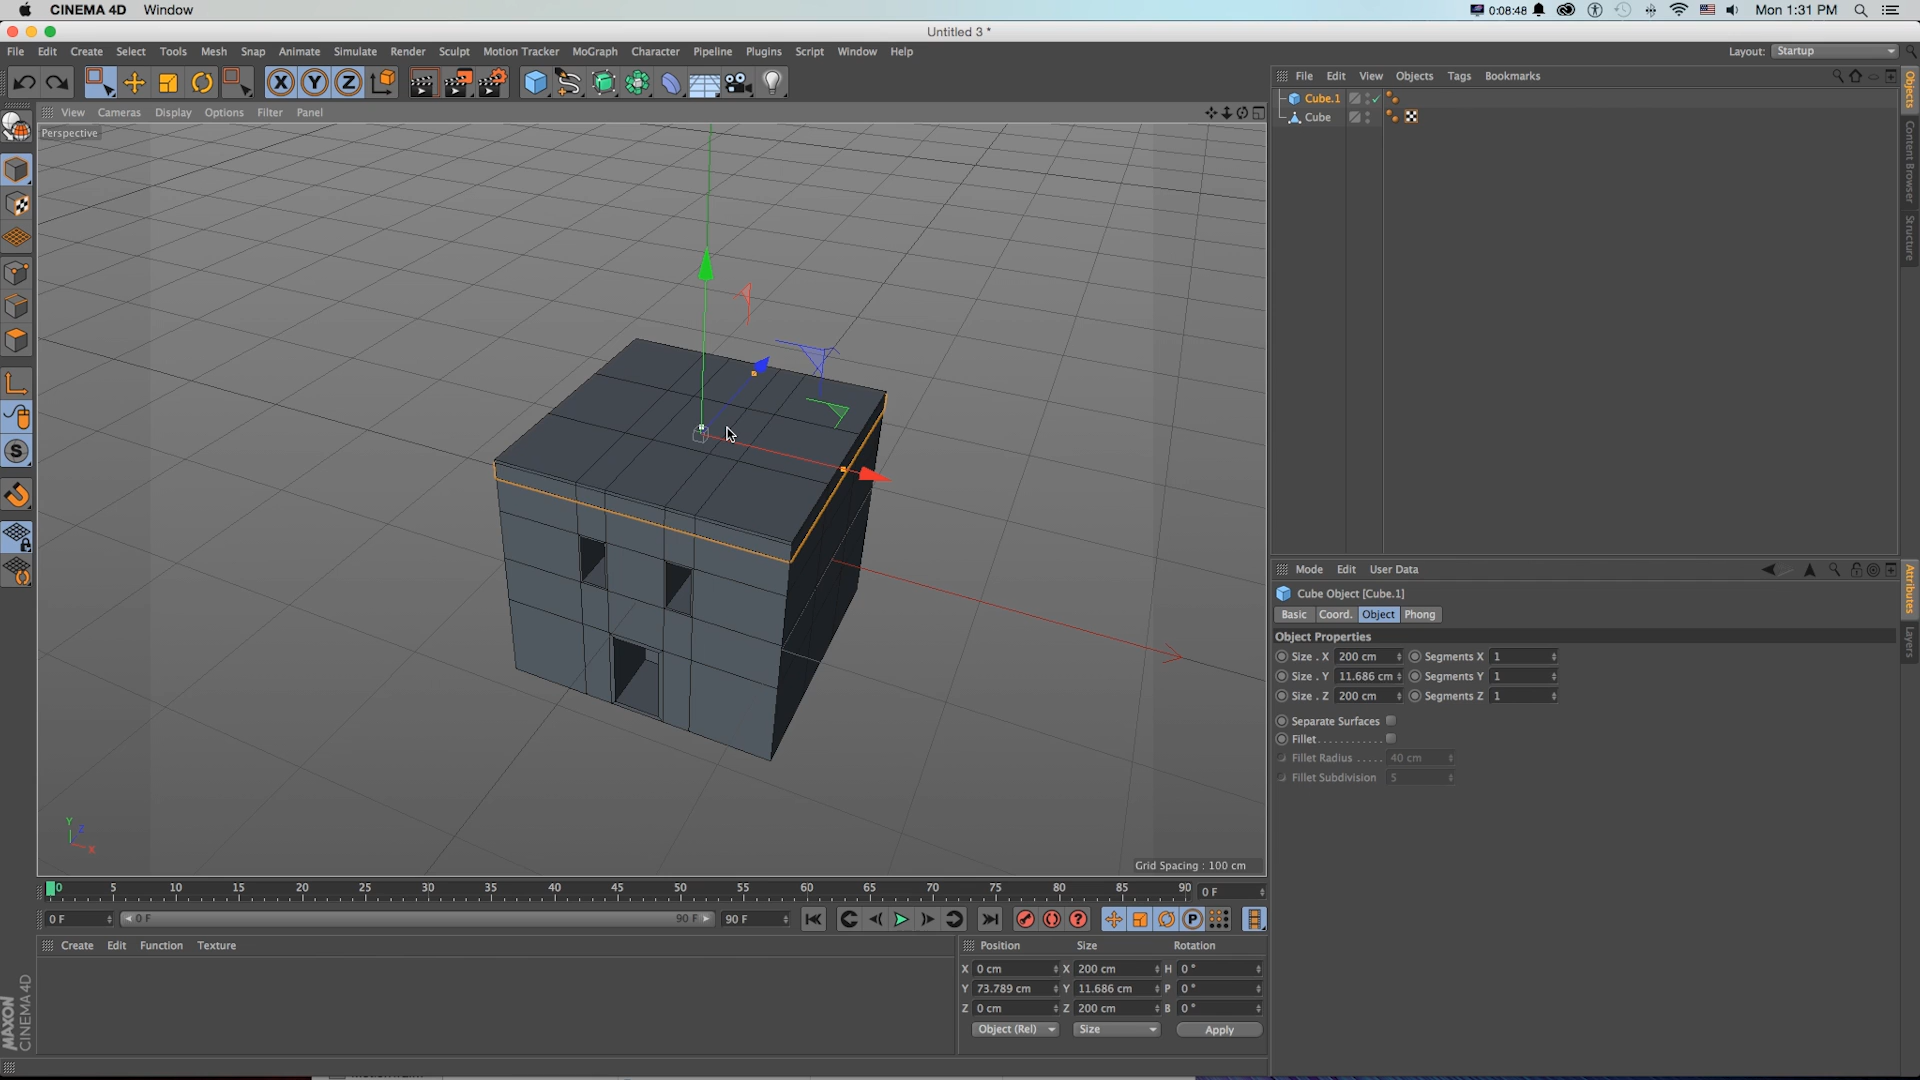 CINEMA 4D Window 0:08:48 Mon 1:31 PM
Untitled 3 *
File Edit Create Select Tools Mesh Snap Animate Simulate Render Sculpt Motion Tracker MoGraph Character Pipeline Plugins Script Window Help Layout: Startup
X Y Z
File Edit View Objects Tags Bookmarks
Cube.1
Cube
View Cameras Display Options Filter Panel
Perspective
Grid Spacing : 100 cm
Y Z X
Objects
Content Browser
Structure
Mode Edit User Data
Cube Object [Cube.1]
Basic Coord. Object Phong
Object Properties
Size . X 200 cm Segments X 1
Size . Y 11.686 cm Segments Y 1
Size . Z 200 cm Segments Z 1
Separate Surfaces
Fillet
Fillet Radius 40 cm
Fillet Subdivision 5
Attributes
Layers
0 5 10 15 20 25 30 35 40 45 50 55 60 65 70 75 80 85 90 0 F
0 F 0 F 90 F 90 F
Create Edit Function Texture
Position Size Rotation
X 0 cm X 200 cm H 0 °
Y 73.789 cm Y 11.686 cm P 0 °
Z 0 cm Z 200 cm B 0 °
Object (Rel) Size Apply
MAXON
CINEMA 4D